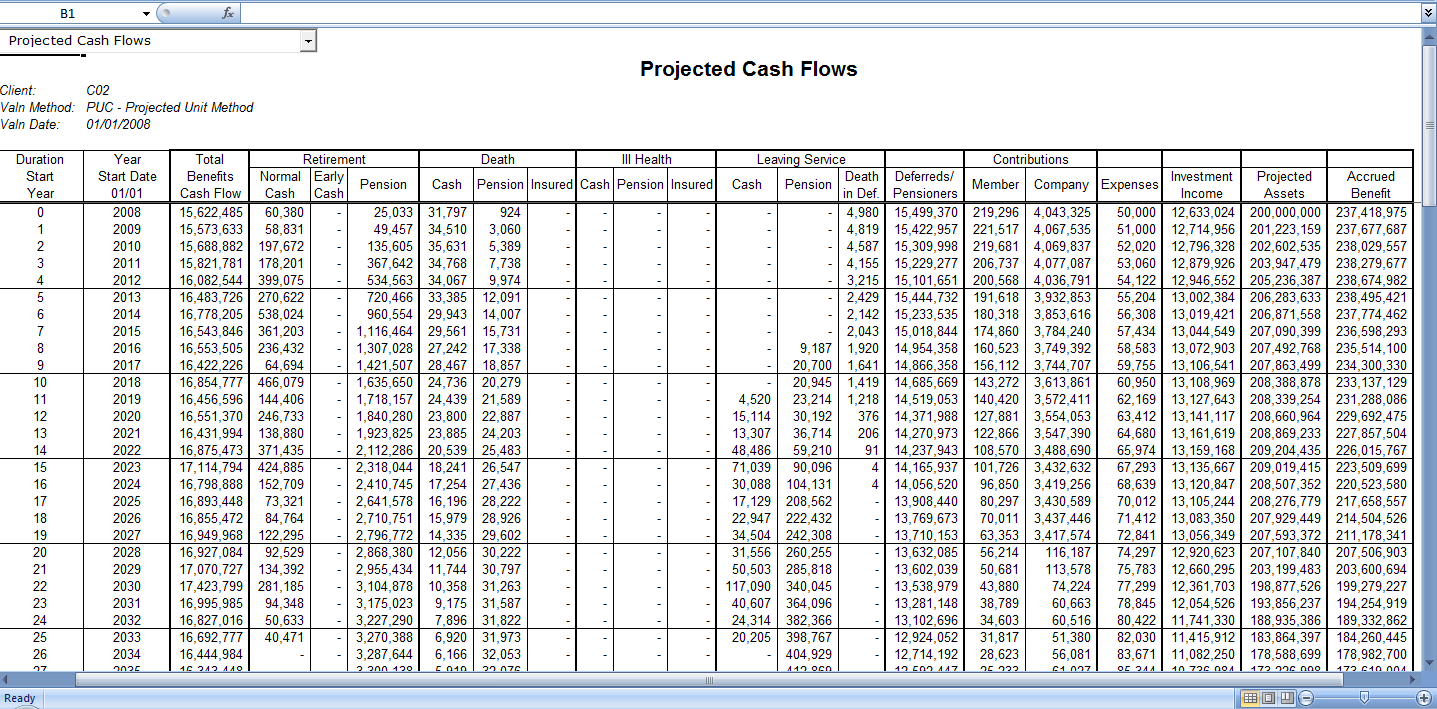 B1 fx
Projected Cash Flows
Projected Cash Flows
Client: C02
Valn Method: PUC - Projected Unit Method
Valn Date: 01/01/2008
Duration Year Total Retirement Death Ill Health Leaving Service Contributions
Start Start Date Benefits Normal Early Pension Cash Pension Insured Cash Pension Insured Cash Pension Death Deferreds/ Member Company Expenses Investment Projected Accrued
Year 01/01 Cash Flow Cash Cash in Def. Pensioners Income Assets Benefit
0 2008 15,622,485 60,380 - 25,033 31,797 924 - - - - - - 4,980 15,499,370 219,296 4,043,325 50,000 12,633,024 200,000,000 237,418,975
1 2009 15,573,633 58,831 - 49,457 34,510 3,060 - - - - - - 4,819 15,422,957 221,517 4,067,535 51,000 12,714,956 201,223,159 237,677,687
2 2010 15,688,882 197,672 - 135,605 35,631 5,389 - - - - - - 4,587 15,309,998 219,681 4,069,837 52,020 12,796,328 202,602,535 238,029,557
3 2011 15,821,781 178,201 - 367,642 34,768 7,738 - - - - - - 4,155 15,229,277 206,737 4,077,087 53,060 12,879,926 203,947,479 238,279,677
4 2012 16,082,544 399,075 - 534,563 34,067 9,974 - - - - - - 3,215 15,101,651 200,568 4,036,791 54,122 12,946,552 205,236,387 238,674,982
5 2013 16,483,726 270,622 - 720,466 33,385 12,091 - - - - - - 2,429 15,444,732 191,618 3,932,853 55,204 13,002,384 206,283,633 238,495,421
6 2014 16,778,205 538,024 - 960,554 29,943 14,007 - - - - - - 2,142 15,233,535 180,318 3,853,616 56,308 13,019,421 206,871,558 237,774,462
7 2015 16,543,846 361,203 - 1,116,464 29,561 15,731 - - - - - - 2,043 15,018,844 174,860 3,784,240 57,434 13,044,549 207,090,399 236,598,293
8 2016 16,553,505 236,432 - 1,307,028 27,242 17,338 - - - - - 9,187 1,920 14,954,358 160,523 3,749,392 58,583 13,072,903 207,492,768 235,514,100
9 2017 16,422,226 64,694 - 1,421,507 28,467 18,857 - - - - - 20,700 1,641 14,866,358 156,112 3,744,707 59,755 13,106,541 207,863,499 234,300,330
10 2018 16,854,777 466,079 - 1,635,650 24,736 20,279 - - - - - 20,945 1,419 14,685,669 143,272 3,613,861 60,950 13,108,969 208,388,878 233,137,129
11 2019 16,456,596 144,406 - 1,718,157 24,439 21,589 - - - - 4,520 23,214 1,218 14,519,053 140,420 3,572,411 62,169 13,127,643 208,339,254 231,288,086
12 2020 16,551,370 246,733 - 1,840,280 23,800 22,887 - - - - 15,114 30,192 376 14,371,988 127,881 3,554,053 63,412 13,141,117 208,660,964 229,692,475
13 2021 16,431,994 138,880 - 1,923,825 23,885 24,203 - - - - 13,307 36,714 206 14,270,973 122,866 3,547,390 64,680 13,161,619 208,869,233 227,857,504
14 2022 16,875,473 371,435 - 2,112,286 20,539 25,483 - - - - 48,486 59,210 91 14,237,943 108,570 3,488,690 65,974 13,159,168 209,204,435 226,015,767
15 2023 17,114,794 424,885 - 2,318,044 18,241 26,547 - - - - 71,039 90,096 4 14,165,937 101,726 3,432,632 67,293 13,135,667 209,019,415 223,509,699
16 2024 16,798,888 152,709 - 2,410,745 17,254 27,436 - - - - 30,088 104,131 4 14,056,520 96,850 3,419,256 68,639 13,120,847 208,507,352 220,523,580
17 2025 16,893,448 73,321 - 2,641,578 16,196 28,222 - - - - 17,129 208,562 - 13,908,440 80,297 3,430,589 70,012 13,105,244 208,276,779 217,658,557
18 2026 16,855,472 84,764 - 2,710,751 15,979 28,926 - - - - 22,947 222,432 - 13,769,673 70,011 3,437,446 71,412 13,083,350 207,929,449 214,504,526
19 2027 16,949,968 122,295 - 2,796,772 14,335 29,602 - - - - 34,504 242,308 - 13,710,153 63,353 3,417,574 72,841 13,056,349 207,593,372 211,178,341
20 2028 16,927,084 92,529 - 2,868,380 12,056 30,222 - - - - 31,556 260,255 - 13,632,085 56,214 116,187 74,297 12,920,623 207,107,840 207,506,903
21 2029 17,070,727 134,392 - 2,955,434 11,744 30,797 - - - - 50,503 285,818 - 13,602,039 50,681 113,578 75,783 12,660,295 203,199,483 203,600,694
22 2030 17,423,799 281,185 - 3,104,878 10,358 31,263 - - - - 117,090 340,045 - 13,538,979 43,880 74,224 77,299 12,361,703 198,877,526 199,279,227
23 2031 16,995,985 94,348 - 3,175,023 9,175 31,587 - - - - 40,607 364,096 - 13,281,148 38,789 60,663 78,845 12,054,526 193,856,237 194,254,919
24 2032 16,827,016 50,633 - 3,227,290 7,896 31,822 - - - - 24,314 382,366 - 13,102,696 34,603 60,516 80,422 11,741,330 188,935,386 189,332,862
25 2033 16,692,777 40,471 - 3,270,388 6,920 31,973 - - - - 20,205 398,767 - 12,924,052 31,817 51,380 82,030 11,415,912 183,864,397 184,260,445
26 2034 16,444,984 - - 3,287,644 6,166 32,053 - - - - - 404,929 - 12,714,192 28,623 56,081 83,671 11,082,250 178,588,699 178,982,700
Ready